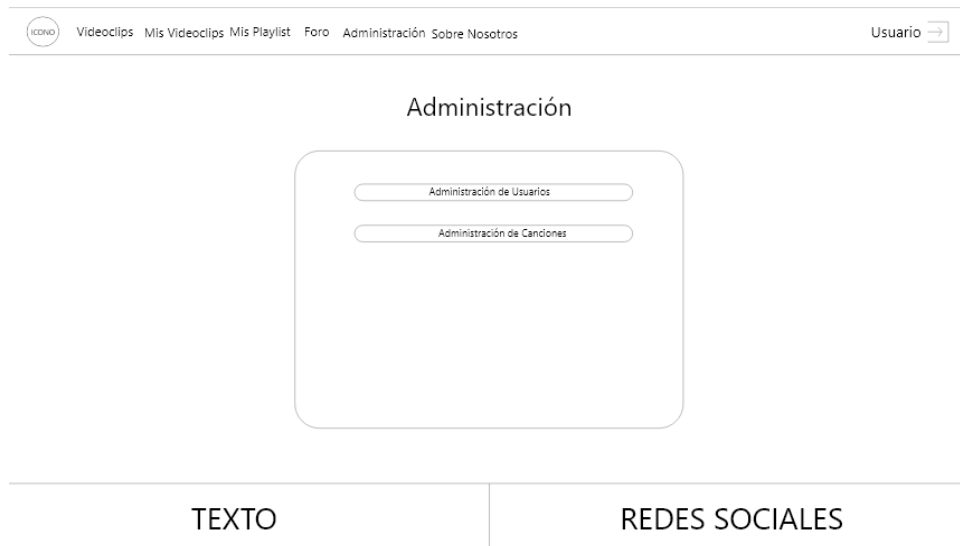 ICONO Videoclips Mis Videoclips Mis Playlist Foro Administración Sobre Nosotros Usuario
Administración
Administración de Usuarios
Administración de Canciones
TEXTO REDES SOCIALES